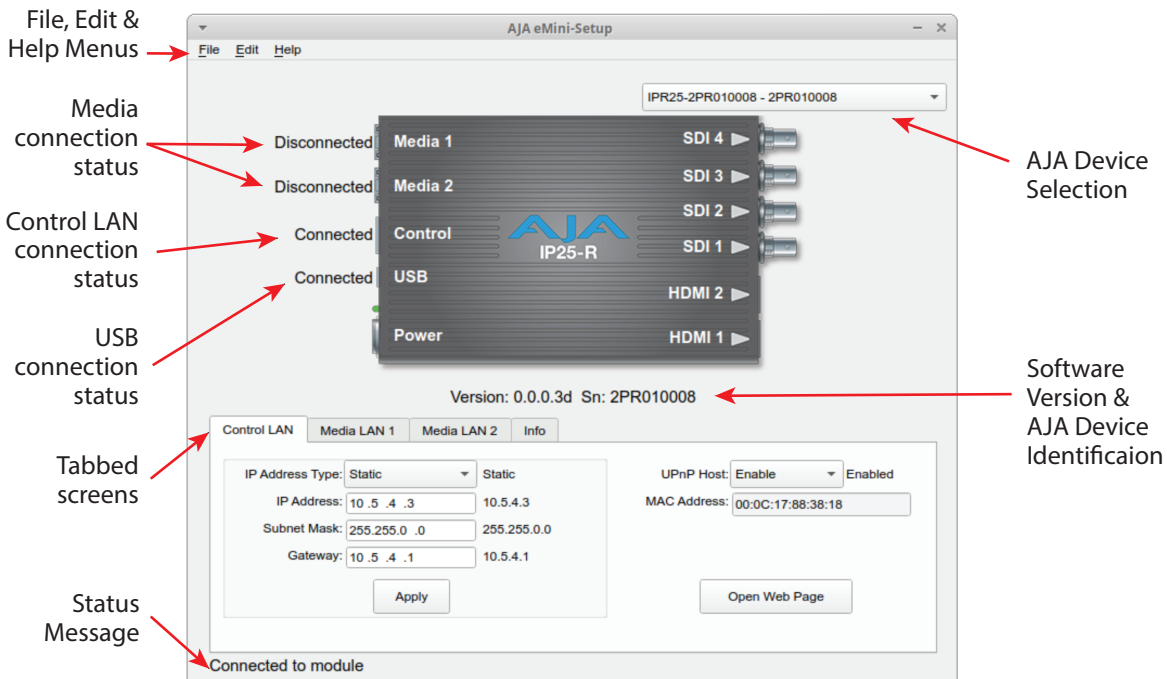 File, Edit &
Help Menus
AJA eMini-Setup
File Edit Help
IPR25-2PR010008 - 2PR010008
Media
connection
status
Disconnected
Disconnected
Media 1
Media 2
SDI 4
SDI 3
SDI 2
SDI 1
AJA Device
Selection
Control LAN
connection
status
Connected
Connected
Control
USB
AJA
IP25-R
HDMI 2
HDMI 1
Power
USB
connection
status
Version: 0.0.0.3d Sn: 2PR010008
Software
Version &
AJA Device
Identificaion
Tabbed
screens
Control LAN Media LAN 1 Media LAN 2 Info
IP Address Type: Static Static
IP Address: 10 .5 .4 .3 10.5.4.3
Subnet Mask: 255.255.0 .0 255.255.0.0
Gateway: 10 .5 .4 .1 10.5.4.1
Apply
UPnP Host: Enable Enabled
MAC Address: 00:0C:17:88:38:18
Open Web Page
Status
Message
Connected to module